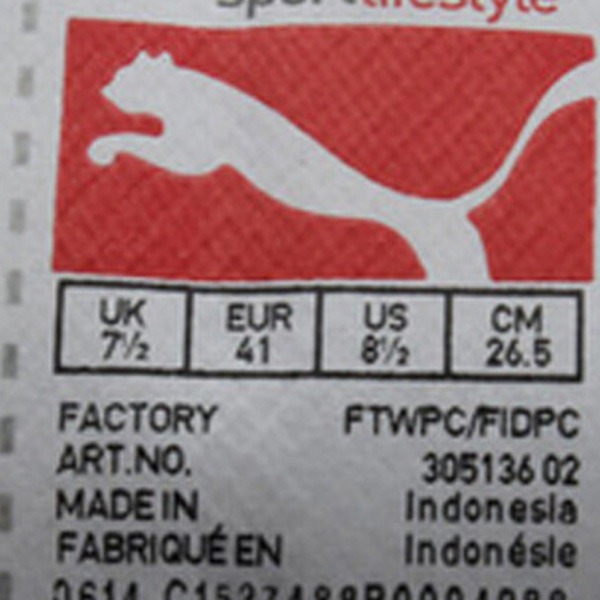 Sportlifestyle
UK EUR US CM
7½ 41 8½ 26.5
FACTORY FTWPC/FIDPC
ART.NO. 305136 02
MADE IN Indonesia
FABRIQUÉ EN Indonésie